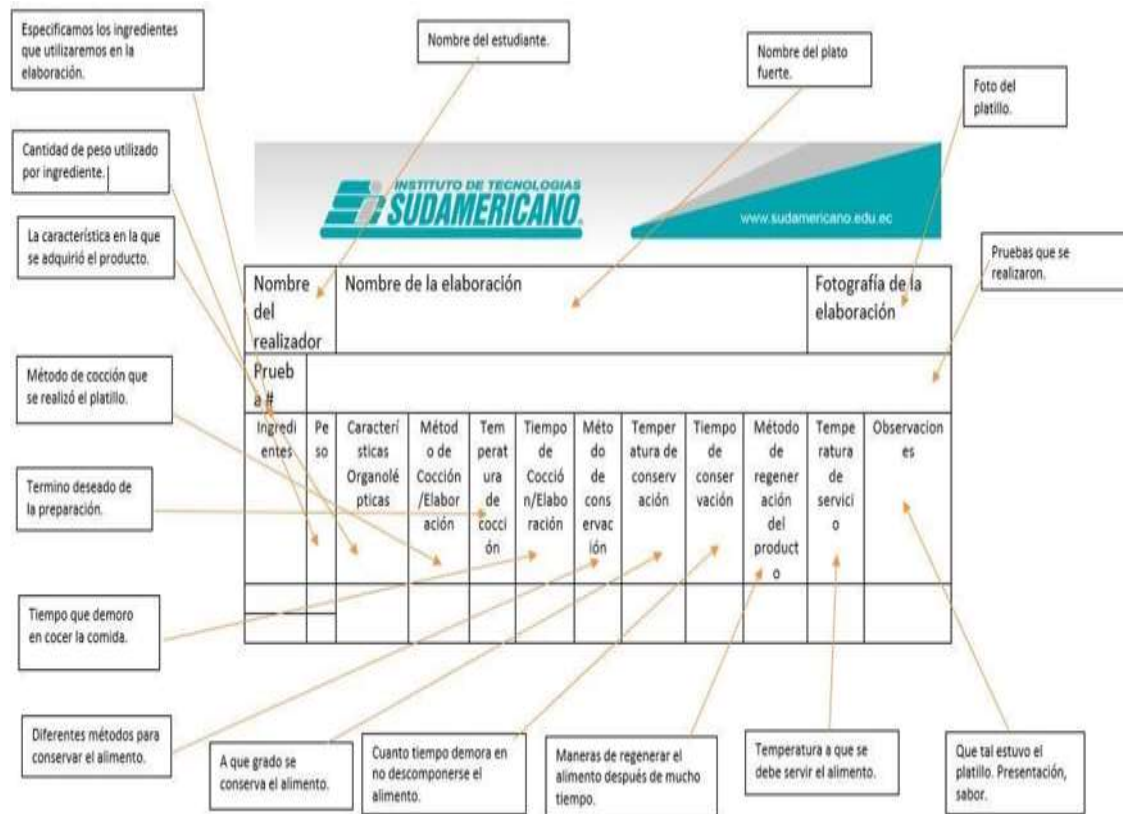 Especificamos los ingredientes
que utilizaremos en la
elaboración.
Nombre del estudiante.
Nombre del plato
fuerte.
Foto del
platillo.
Cantidad de peso utilizado
por ingrediente.
La característica en la que
se adquirió el producto.
INSTITUTO DE TECNOLOGIAS
SUDAMERICANO
www.sudamericano.edu.ec
Pruebas que se
realizaron.
Nombre
del
realizador
Nombre de la elaboración
Fotografía de la
elaboración
Prueb
a #
Ingredi
entes
Pe
so
Caracterí
sticas
Organolé
pticas
Métod
o de
Cocción
/Elabor
ación
Tem
perat
ura
de
cocci
ón
Tiempo
de
Cocció
n/Elabo
ración
Méto
do
de
cons
ervac
ión
Temper
atura de
conserv
ación
Tiempo
de
conser
vación
Método
de
regener
ación
del
product
o
Tempe
ratura
de
servici
o
Observacion
es
Método de cocción que
se realizó el platillo.
Termino deseado de
la preparación.
Tiempo que demoro
en cocer la comida.
Diferentes métodos para
conservar el alimento.
A que grado se
conserva el alimento.
Cuanto tiempo demora en
no descomponerse el
alimento.
Maneras de regenerar el
alimento después de mucho
tiempo.
Temperatura a que se
debe servir el alimento.
Que tal estuvo el
platillo. Presentación,
sabor.